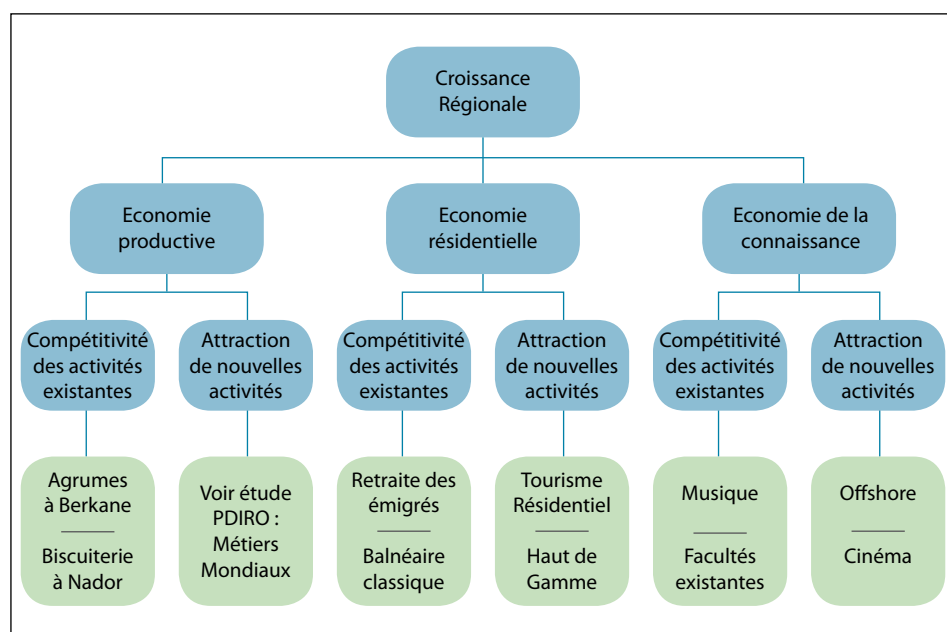 Croissance
Régionale
Economie
productive
Economie
résidentielle
Economie de la
connaissance
Compétitivité
des activités
existantes
Attraction
de nouvelles
activités
Compétitivité
des activités
existantes
Attraction
de nouvelles
activités
Compétitivité
des activités
existantes
Attraction
de nouvelles
activités
Agrumes
à Berkane
Biscuiterie
à Nador
Voir étude
PDIRO :
Métiers
Mondiaux
Retraite des
émigrés
Balnéaire
classique
Tourisme
Résidentiel
Haut de
Gamme
Musique
Facultés
existantes
Offshore
Cinéma